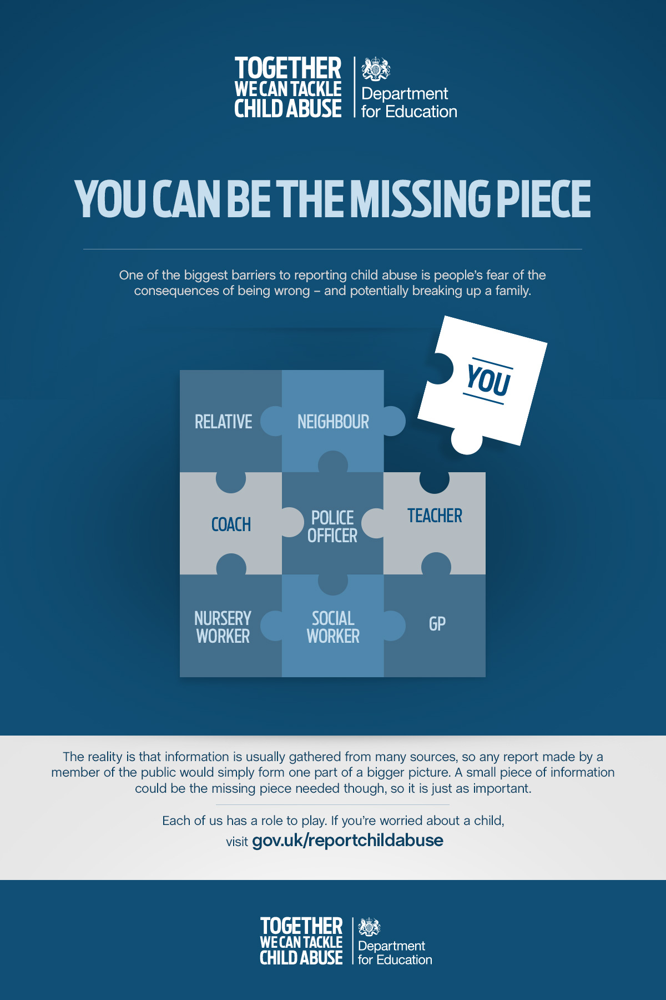 TOGETHER
WE CAN TACKLE
CHILD ABUSE
Department
for Education
YOU CAN BE THE MISSING PIECE
One of the biggest barriers to reporting child abuse is people’s fear of the
consequences of being wrong – and potentially breaking up a family.
YOU
RELATIVE
NEIGHBOUR
COACH
POLICE
OFFICER
TEACHER
NURSERY
WORKER
SOCIAL
WORKER
GP
The reality is that information is usually gathered from many sources, so any report made by a
member of the public would simply form one part of a bigger picture. A small piece of information
could be the missing piece needed though, so it is just as important.
Each of us has a role to play. If you’re worried about a child,
visit gov.uk/reportchildabuse
TOGETHER
WE CAN TACKLE
CHILD ABUSE
Department
for Education